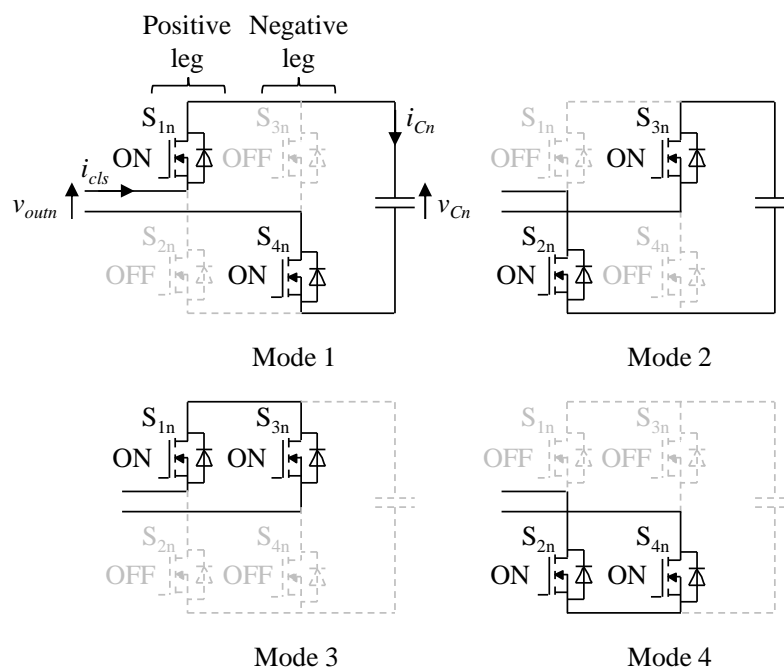 Positive leg
Negative leg
S1n
ON
S3n
OFF
iCn
icls
voutn
vCn
S2n
OFF
S4n
ON
Mode 1
S1n
OFF
S3n
ON
S2n
ON
S4n
OFF
Mode 2
S1n
ON
S3n
ON
S2n
OFF
S4n
OFF
Mode 3
S1n
OFF
S3n
OFF
S2n
ON
S4n
ON
Mode 4